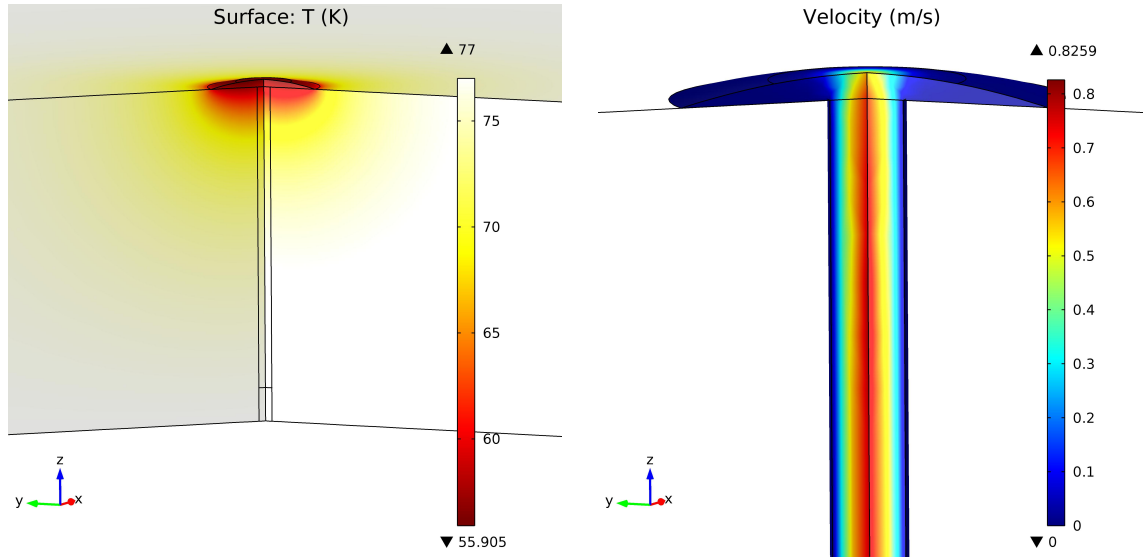 Surface: T (K)
▲ 77
75
70
65
60
▼ 55.905
z
y
x
Velocity (m/s)
▲ 0.8259
0.8
0.7
0.6
0.5
0.4
0.3
0.2
0.1
0
▼ 0
z
y
x